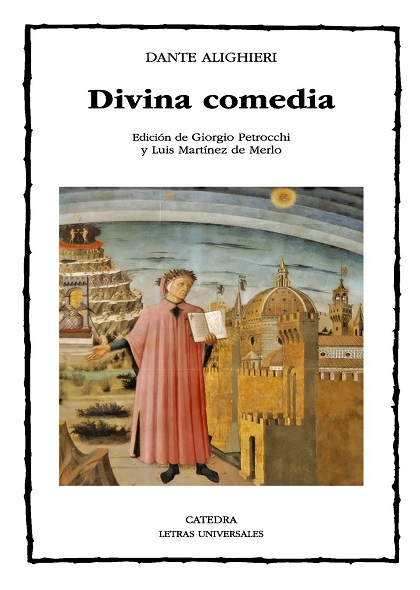 DANTE ALIGHIERI
Divina comedia
Edición de Giorgio Petrocchi
y Luis Martínez de Merlo
CATEDRA
LETRAS UNIVERSALES